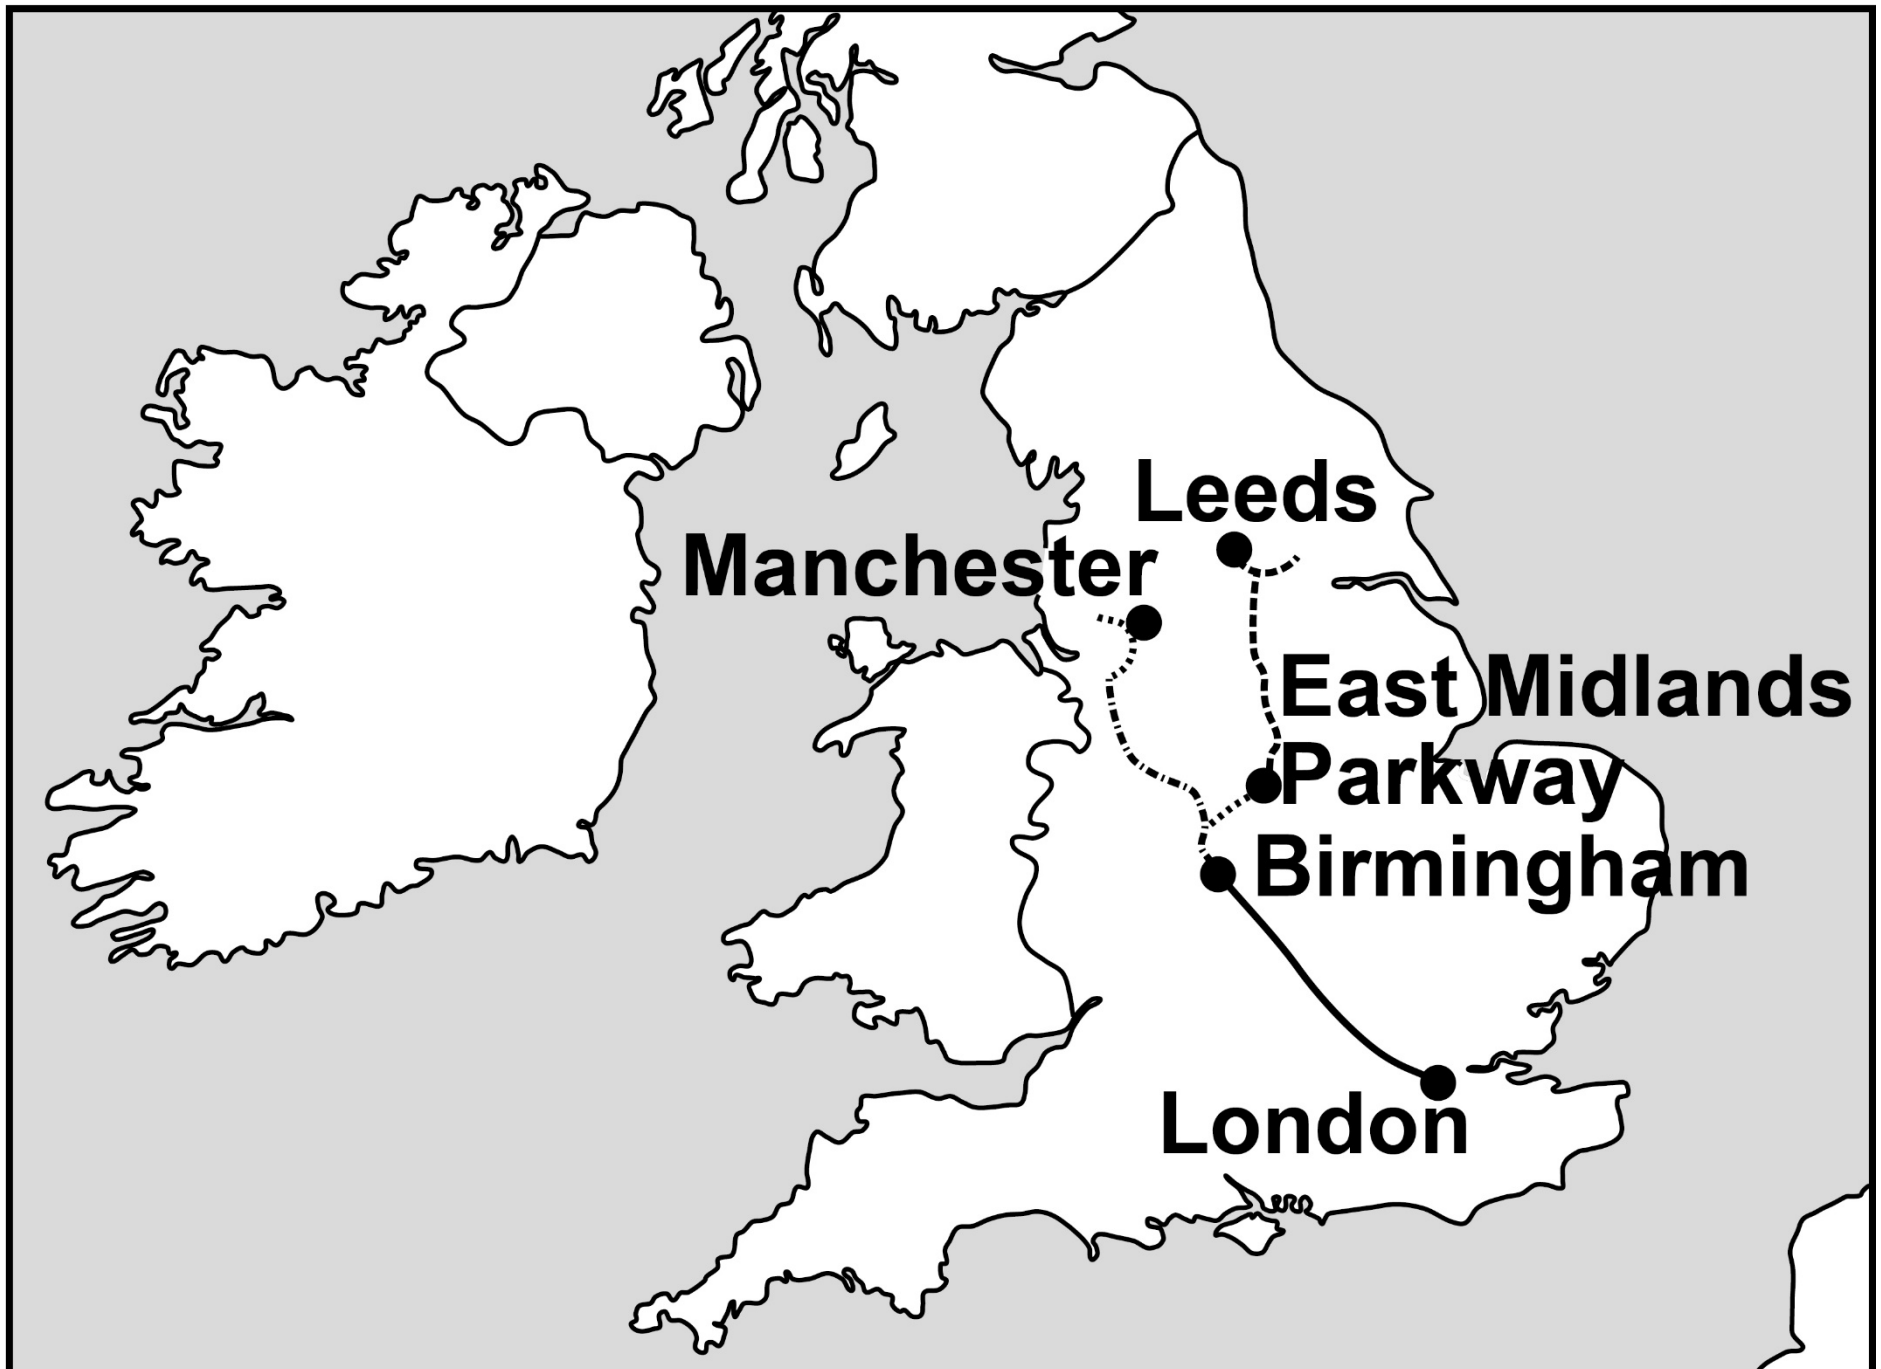 Leeds
Manchester
East Midlands
Parkway
Birmingham
London